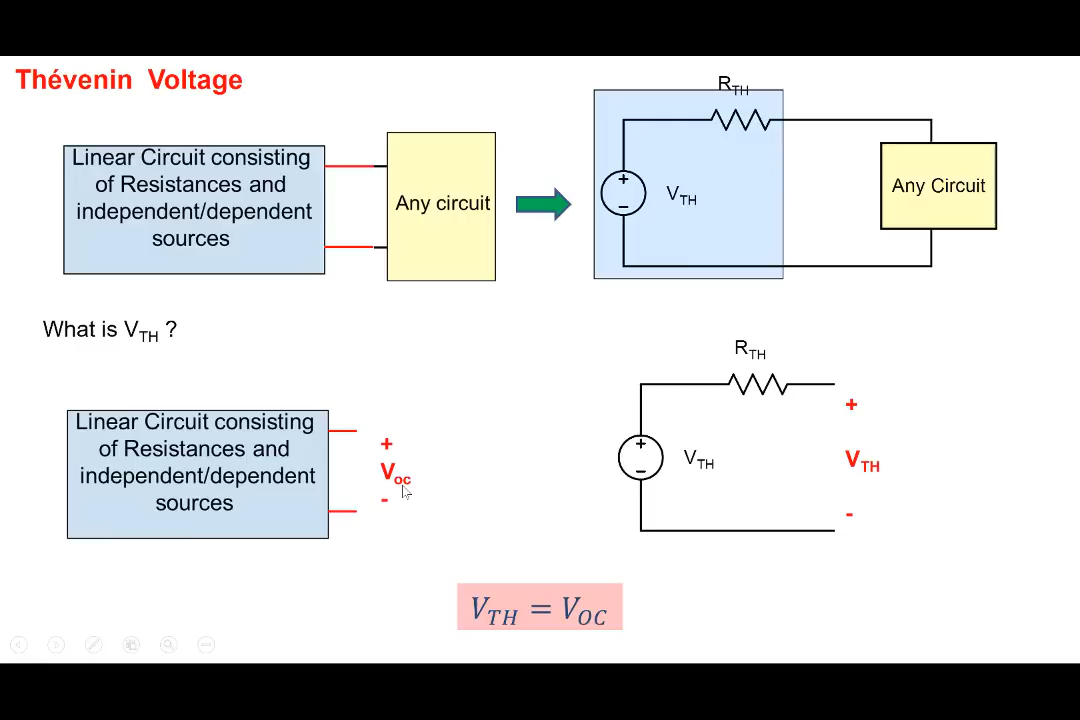 Thévenin Voltage
Linear Circuit consisting
of Resistances and
independent/dependent
sources
Any circuit
R_TH
+
V_TH
−
Any Circuit
What is V_TH ?
Linear Circuit consisting
of Resistances and
independent/dependent
sources
+
V_oc
-
R_TH
+
V_TH
−
+
V_TH
-
V_TH = V_OC